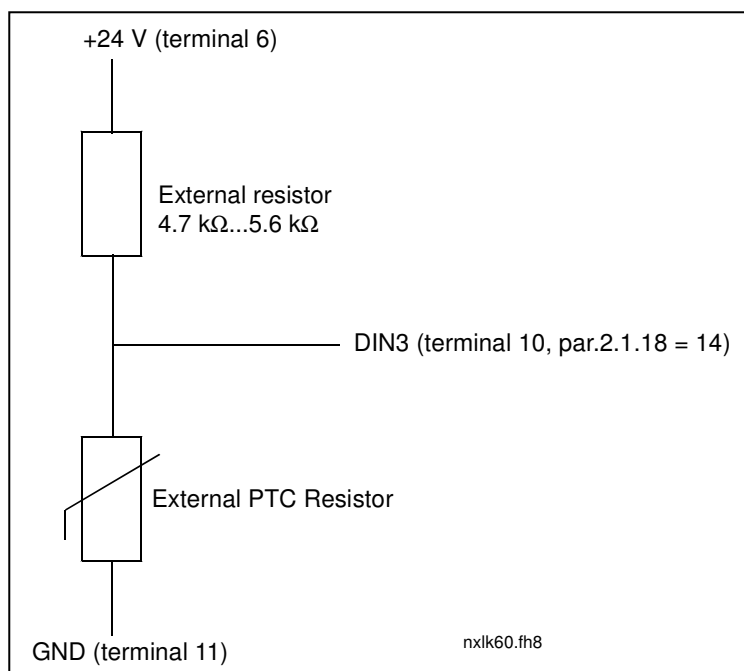 +24 V (terminal 6)
External resistor
4.7 kΩ...5.6 kΩ
DIN3 (terminal 10, par.2.1.18 = 14)
External PTC Resistor
GND (terminal 11)
nxlk60.fh8